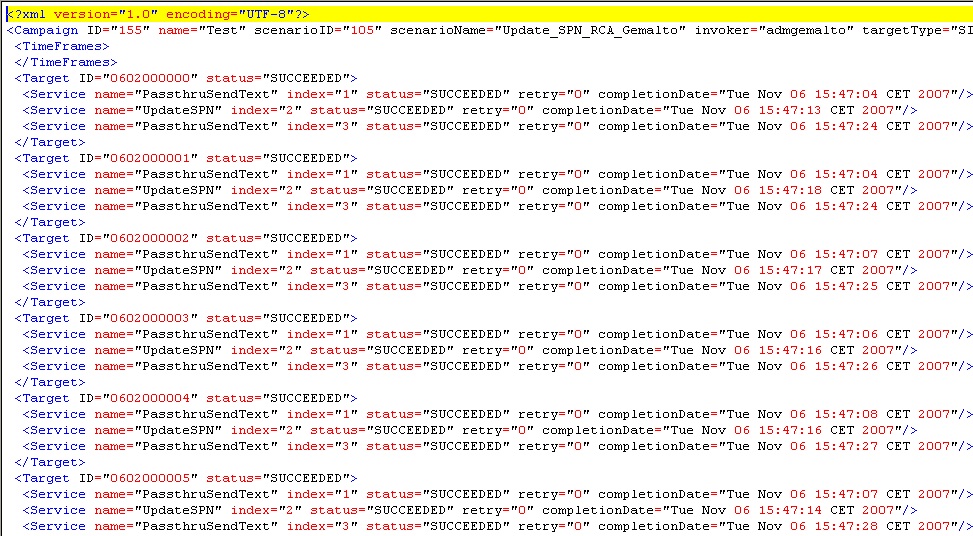 <?xml version="1.0" encoding="UTF-8"?>
<Campaign ID="155" name="Test" scenarioID="105" scenarioName="Update_SPN_RCA_Gemalto" invoker="admgemalto" targetType="SI
<TimeFrames>
</TimeFrames>
<Target ID="0602000000" status="SUCCEEDED">
<Service name="PassthruSendText" index="1" status="SUCCEEDED" retry="0" completionDate="Tue Nov 06 15:47:04 CET 2007"/>
<Service name="UpdateSPN" index="2" status="SUCCEEDED" retry="0" completionDate="Tue Nov 06 15:47:13 CET 2007"/>
<Service name="PassthruSendText" index="3" status="SUCCEEDED" retry="0" completionDate="Tue Nov 06 15:47:24 CET 2007"/>
</Target>
<Target ID="0602000001" status="SUCCEEDED">
<Service name="PassthruSendText" index="1" status="SUCCEEDED" retry="0" completionDate="Tue Nov 06 15:47:04 CET 2007"/>
<Service name="UpdateSPN" index="2" status="SUCCEEDED" retry="0" completionDate="Tue Nov 06 15:47:18 CET 2007"/>
<Service name="PassthruSendText" index="3" status="SUCCEEDED" retry="0" completionDate="Tue Nov 06 15:47:24 CET 2007"/>
</Target>
<Target ID="0602000002" status="SUCCEEDED">
<Service name="PassthruSendText" index="1" status="SUCCEEDED" retry="0" completionDate="Tue Nov 06 15:47:07 CET 2007"/>
<Service name="UpdateSPN" index="2" status="SUCCEEDED" retry="0" completionDate="Tue Nov 06 15:47:17 CET 2007"/>
<Service name="PassthruSendText" index="3" status="SUCCEEDED" retry="0" completionDate="Tue Nov 06 15:47:25 CET 2007"/>
</Target>
<Target ID="0602000003" status="SUCCEEDED">
<Service name="PassthruSendText" index="1" status="SUCCEEDED" retry="0" completionDate="Tue Nov 06 15:47:06 CET 2007"/>
<Service name="UpdateSPN" index="2" status="SUCCEEDED" retry="0" completionDate="Tue Nov 06 15:47:16 CET 2007"/>
<Service name="PassthruSendText" index="3" status="SUCCEEDED" retry="0" completionDate="Tue Nov 06 15:47:26 CET 2007"/>
</Target>
<Target ID="0602000004" status="SUCCEEDED">
<Service name="PassthruSendText" index="1" status="SUCCEEDED" retry="0" completionDate="Tue Nov 06 15:47:08 CET 2007"/>
<Service name="UpdateSPN" index="2" status="SUCCEEDED" retry="0" completionDate="Tue Nov 06 15:47:16 CET 2007"/>
<Service name="PassthruSendText" index="3" status="SUCCEEDED" retry="0" completionDate="Tue Nov 06 15:47:27 CET 2007"/>
</Target>
<Target ID="0602000005" status="SUCCEEDED">
<Service name="PassthruSendText" index="1" status="SUCCEEDED" retry="0" completionDate="Tue Nov 06 15:47:07 CET 2007"/>
<Service name="UpdateSPN" index="2" status="SUCCEEDED" retry="0" completionDate="Tue Nov 06 15:47:14 CET 2007"/>
<Service name="PassthruSendText" index="3" status="SUCCEEDED" retry="0" completionDate="Tue Nov 06 15:47:28 CET 2007"/>